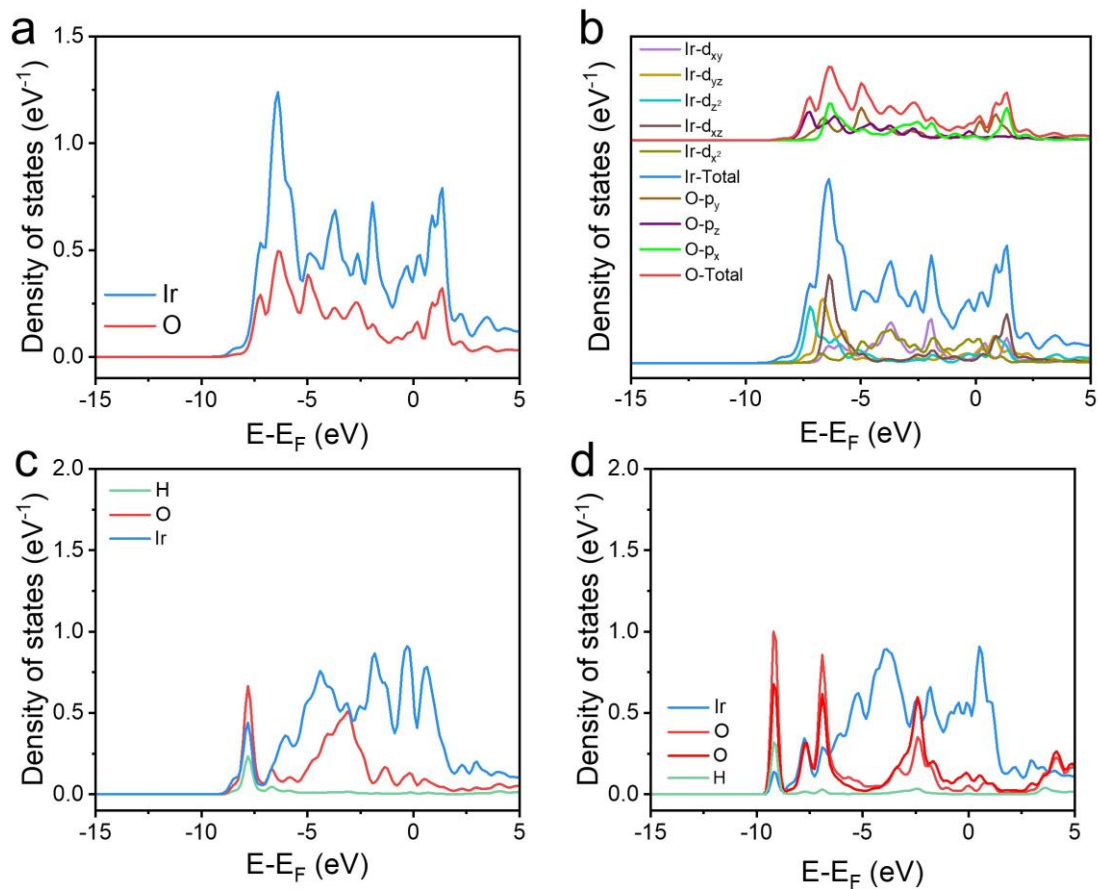 a
1.5
1.0
0.5
0.0
Density of states (eV⁻¹)
Ir
O
-15
-10
-5
0
5
E-E_F (eV)
b
Density of states (eV⁻¹)
Ir-d_xy
Ir-d_yz
Ir-d_z²
Ir-d_xz
Ir-d_x²
Ir-Total
O-p_y
O-p_z
O-p_x
O-Total
-15
-10
-5
0
5
E-E_F (eV)
c
2.0
1.5
1.0
0.5
0.0
Density of states (eV⁻¹)
H
O
Ir
-15
-10
-5
0
5
E-E_F (eV)
d
2.0
1.5
1.0
0.5
0.0
Density of states (eV⁻¹)
Ir
O
O
H
-15
-10
-5
0
5
E-E_F (eV)